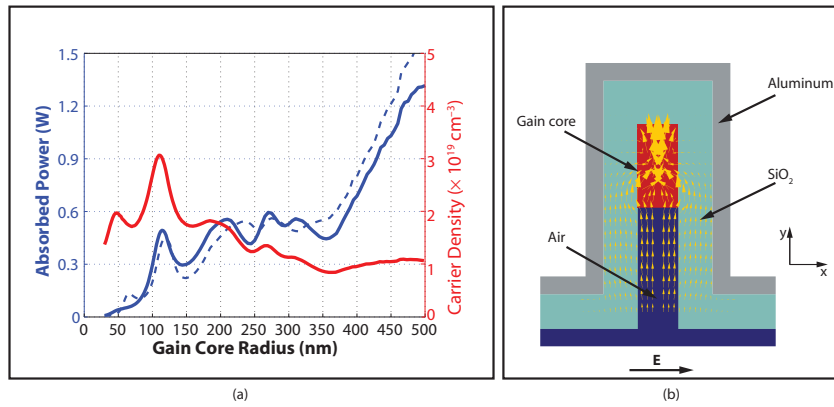 1.5
1.2
0.9
0.6
0.3
0
Absorbed Power (W)
5
4
3
2
1
0
Carrier Density (× 10¹⁹ cm⁻³)
0 50 100 150 200 250 300 350 400 450 500
Gain Core Radius (nm)
(a)
Aluminum
Gain core
SiO₂
Air
y
x
E
(b)